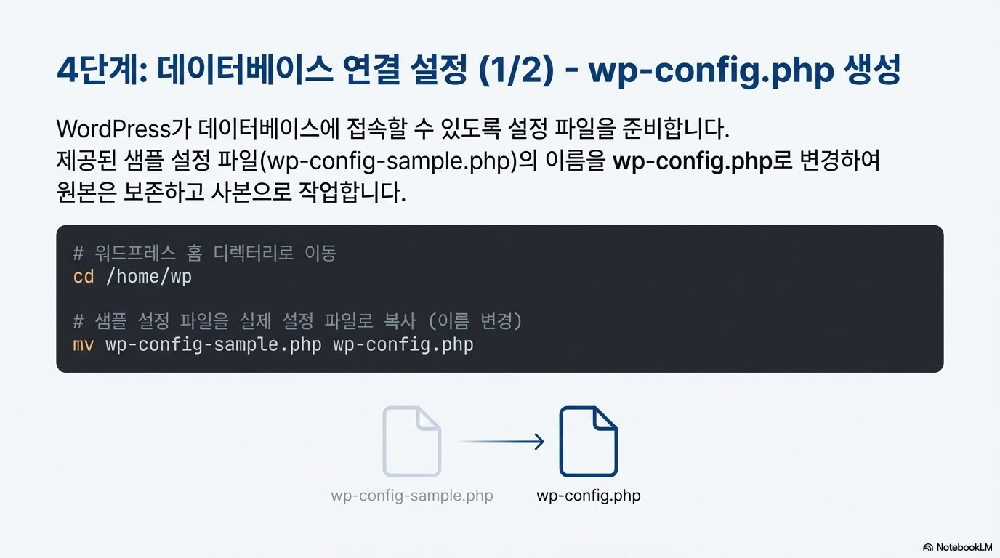 4단계: 데이터베이스 연결 설정 (1/2) - wp-config.php 생성
WordPress가 데이터베이스에 접속할 수 있도록 설정 파일을 준비합니다.
제공된 샘플 설정 파일(wp-config-sample.php)의 이름을 wp-config.php로 변경하여
원본은 보존하고 사본으로 작업합니다.
# 워드프레스 홈 디렉터리로 이동
cd /home/wp
# 샘플 설정 파일을 실제 설정 파일로 복사 (이름 변경)
mv wp-config-sample.php wp-config.php
wp-config-sample.php
wp-config.php
NotebookLM